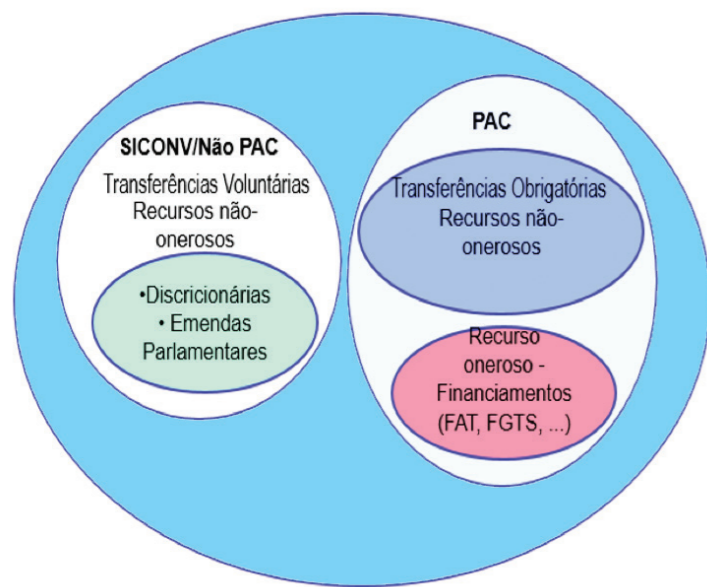 SICONV/Não PAC
Transferências Voluntárias
Recursos não-
onerosos
•Discricionárias
• Emendas
Parlamentares
PAC
Transferências Obrigatórias
Recursos não-
onerosos
Recurso
oneroso -
Financiamentos
(FAT, FGTS, ...)